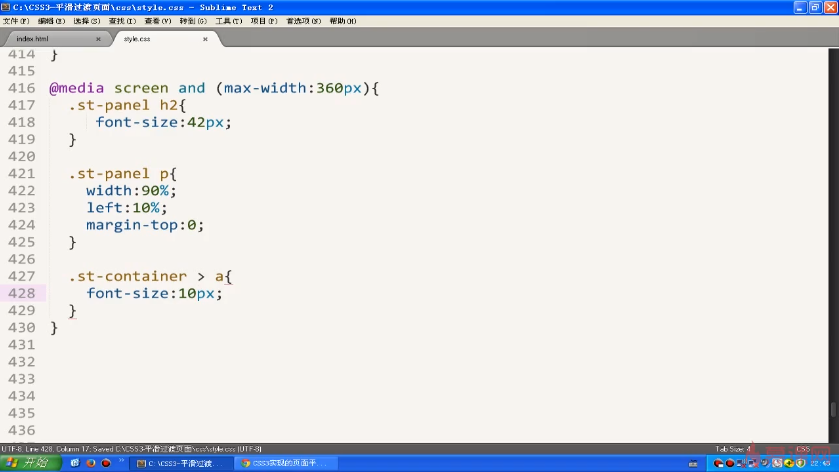 C:\CSS3-平滑过渡页面\css\style.css - Sublime Text 2
文件(F) 编辑(E) 选择(S) 查找(I) 查看(V) 转到(G) 工具(T) 项目(P) 首选项(N) 帮助(H)
index.html × style.css ×
414 }
415
416 @media screen and (max-width:360px){
417 .st-panel h2{
418 font-size:42px;
419 }
420
421 .st-panel p{
422 width:90%;
423 left:10%;
424 margin-top:0;
425 }
426
427 .st-container > a{
428 font-size:10px;
429 }
430 }
431
432
433
434
435
436
UTF-8, Line 428, Column 17; Saved C:\CSS3-平滑过渡页面\css\style.css (UTF-8) Tab Size: 4 CSS
开始 C:\CSS3-平滑过渡... CSS3实现的页面平... 22:45